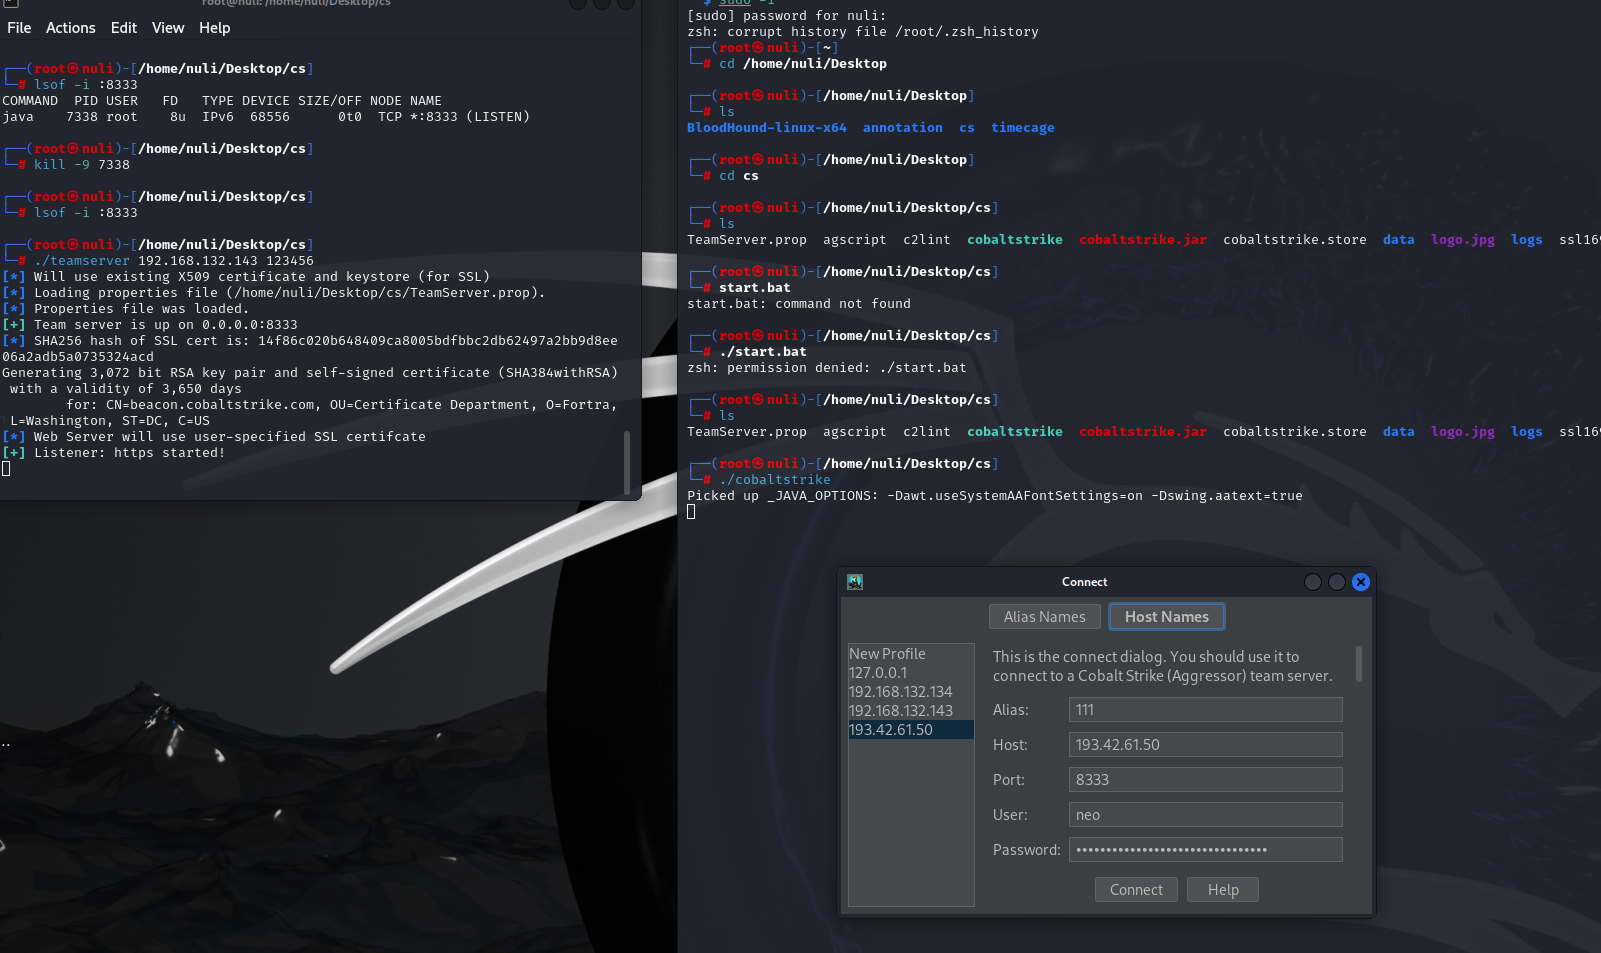 root@nuli: /home/nuli/Desktop/cs
File Actions Edit View Help
┌──(root㉿nuli)-[/home/nuli/Desktop/cs]
└─# lsof -i :8333
COMMAND  PID USER   FD   TYPE DEVICE SIZE/OFF NODE NAME
java    7338 root    8u  IPv6  68556      0t0  TCP *:8333 (LISTEN)
┌──(root㉿nuli)-[/home/nuli/Desktop/cs]
└─# kill -9 7338
┌──(root㉿nuli)-[/home/nuli/Desktop/cs]
└─# lsof -i :8333
┌──(root㉿nuli)-[/home/nuli/Desktop/cs]
└─# ./teamserver 192.168.132.143 123456
[*] Will use existing X509 certificate and keystore (for SSL)
[*] Loading properties file (/home/nuli/Desktop/cs/TeamServer.prop).
[*] Properties file was loaded.
[+] Team server is up on 0.0.0.0:8333
[*] SHA256 hash of SSL cert is: 14f86c020b648409ca8005bdfbbc2db62497a2bb9d8ee
06a2adb5a0735324acd
Generating 3,072 bit RSA key pair and self-signed certificate (SHA384withRSA)
 with a validity of 3,650 days
        for: CN=beacon.cobaltstrike.com, OU=Certificate Department, O=Fortra,
 L=Washington, ST=DC, C=US
[*] Web Server will use user-specified SSL certifcate
[+] Listener: https started!
..
$ sudo -i
[sudo] password for nuli:
zsh: corrupt history file /root/.zsh_history
┌──(root㉿nuli)-[~]
└─# cd /home/nuli/Desktop
┌──(root㉿nuli)-[/home/nuli/Desktop]
└─# ls
BloodHound-linux-x64  annotation  cs  timecage
┌──(root㉿nuli)-[/home/nuli/Desktop]
└─# cd cs
┌──(root㉿nuli)-[/home/nuli/Desktop/cs]
└─# ls
TeamServer.prop  agscript  c2lint  cobaltstrike  cobaltstrike.jar  cobaltstrike.store  data  logo.jpg  logs  ssl169
┌──(root㉿nuli)-[/home/nuli/Desktop/cs]
└─# start.bat
start.bat: command not found
┌──(root㉿nuli)-[/home/nuli/Desktop/cs]
└─# ./start.bat
zsh: permission denied: ./start.bat
┌──(root㉿nuli)-[/home/nuli/Desktop/cs]
└─# ls
TeamServer.prop  agscript  c2lint  cobaltstrike  cobaltstrike.jar  cobaltstrike.store  data  logo.jpg  logs  ssl169
┌──(root㉿nuli)-[/home/nuli/Desktop/cs]
└─# ./cobaltstrike
Picked up _JAVA_OPTIONS: -Dawt.useSystemAAFontSettings=on -Dswing.aatext=true
Connect
Alias Names Host Names
New Profile
127.0.0.1
192.168.132.134
192.168.132.143
193.42.61.50
This is the connect dialog. You should use it to
connect to a Cobalt Strike (Aggressor) team server.
Alias: 111
Host: 193.42.61.50
Port: 8333
User: neo
Password: ••••••••••••••••••••••••••••••••
Connect Help